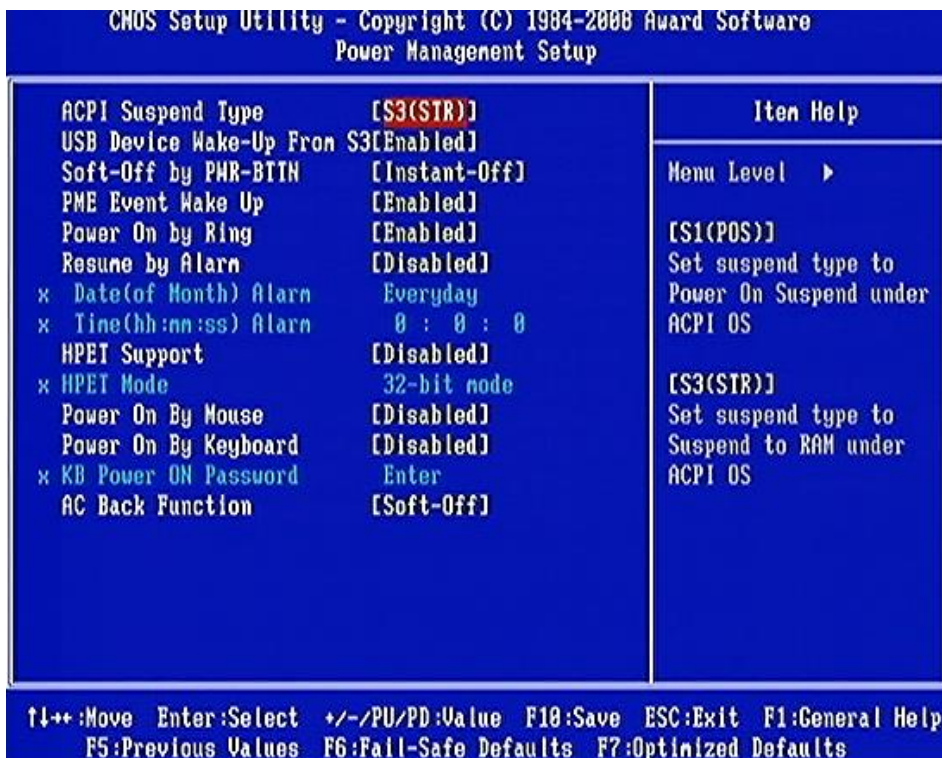 CMOS Setup Utility - Copyright (C) 1984-2008 Award Software
Power Management Setup
ACPI Suspend Type [S3(STR)]
USB Device Wake-Up From S3[Enabled]
Soft-Off by PWR-BTTN [Instant-Off]
PME Event Wake Up [Enabled]
Power On by Ring [Enabled]
Resume by Alarm [Disabled]
x Date(of Month) Alarm Everyday
x Time(hh:mm:ss) Alarm 0 : 0 : 0
HPET Support [Disabled]
x HPET Mode 32-bit mode
Power On By Mouse [Disabled]
Power On By Keyboard [Disabled]
x KB Power ON Password Enter
AC Back Function [Soft-Off]
Item Help
Menu Level ▶
[S1(POS)]
Set suspend type to
Power On Suspend under
ACPI OS
[S3(STR)]
Set suspend type to
Suspend to RAM under
ACPI OS
↑↓→←:Move Enter:Select +/-/PU/PD:Value F10:Save ESC:Exit F1:General Help
F5:Previous Values F6:Fail-Safe Defaults F7:Optimized Defaults